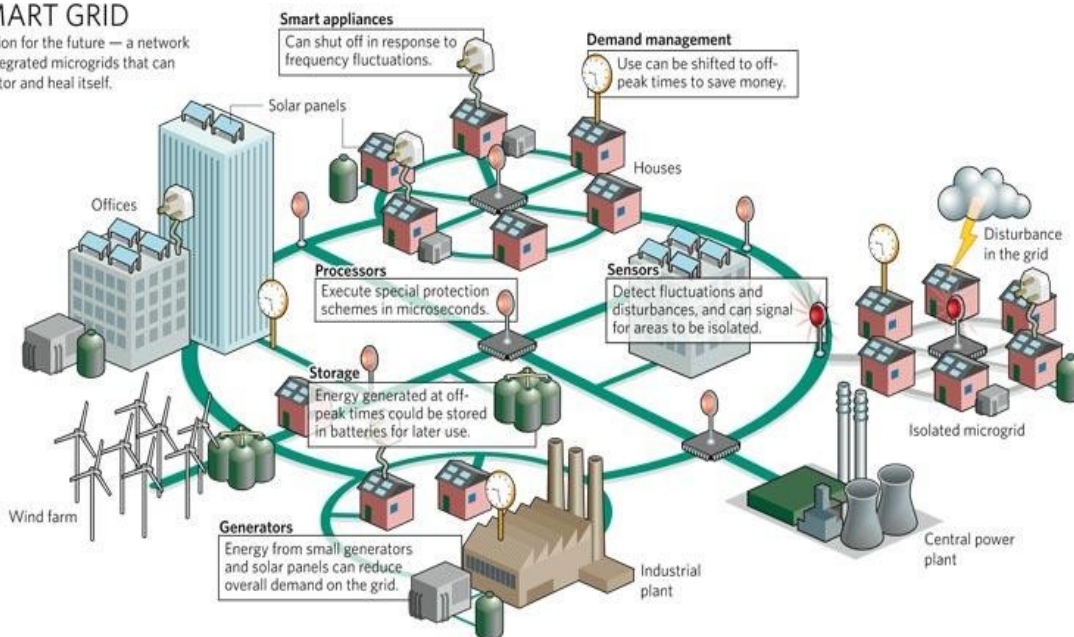 MART GRID
ion for the future — a network
egrated microgrids that can
tor and heal itself.
Smart appliances
Can shut off in response to
frequency fluctuations.
Demand management
Use can be shifted to off-
peak times to save money.
Solar panels
Houses
Offices
Disturbance
in the grid
Processors
Execute special protection
schemes in microseconds.
Sensors
Detect fluctuations and
disturbances, and can signal
for areas to be isolated.
Storage
Energy generated at off-
peak times could be stored
in batteries for later use.
Isolated microgrid
Wind farm
Generators
Energy from small generators
and solar panels can reduce
overall demand on the grid.
Industrial
plant
Central power
plant